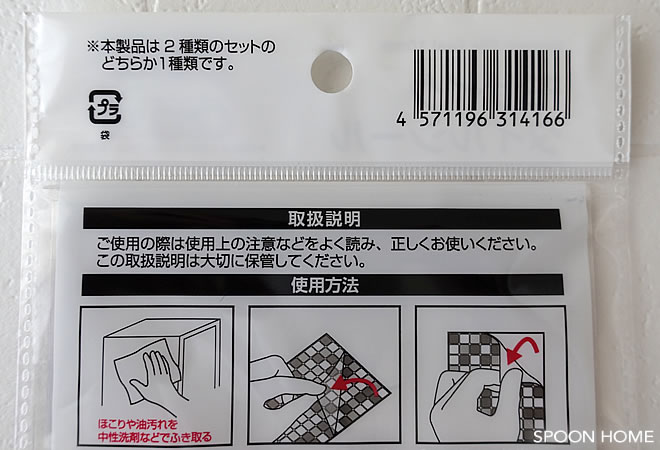 ※本製品は2種類のセットの
どちらか1種類です。
プラ
袋
4 571196 314166
取扱説明
ご使用の際は使用上の注意などをよく読み、正しくお使いください。
この取扱説明は大切に保管してください。
使用方法
ほこりや油汚れを
中性洗剤などでふき取る
SPOON HOME